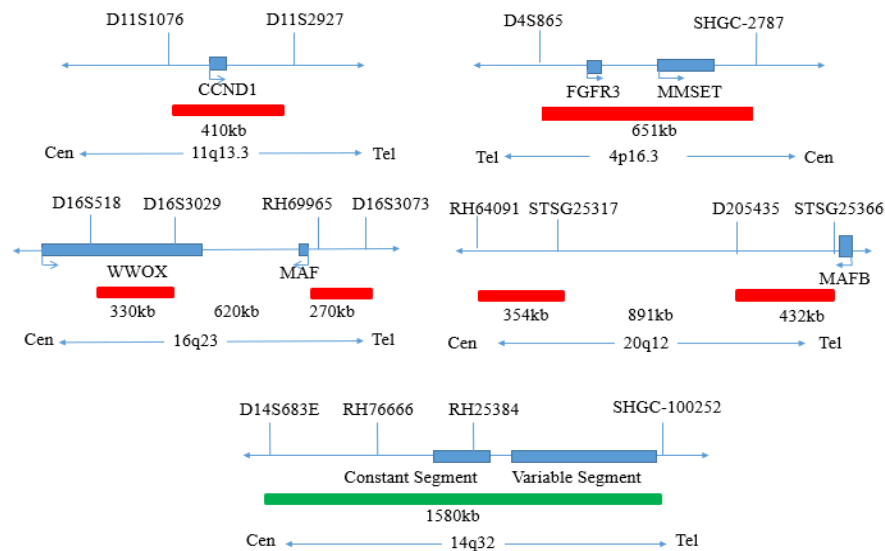 D11S1076 D11S2927
CCND1
410kb
Cen 11q13.3 Tel
D4S865 SHGC-2787
FGFR3 MMSET
651kb
Tel 4p16.3 Cen
D16S518 D16S3029 RH69965 D16S3073
WWOX MAF
330kb 620kb 270kb
Cen 16q23 Tel
RH64091 STSG25317 D205435 STSG25366
MAFB
354kb 891kb 432kb
Cen 20q12 Tel
D14S683E RH76666 RH25384 SHGC-100252
Constant Segment Variable Segment
1580kb
Cen 14q32 Tel